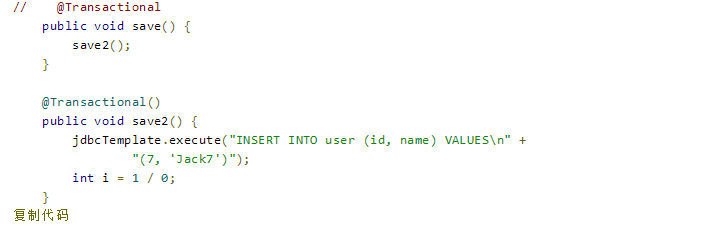 //    @Transactional
    public void save() {
        save2();
    }

    @Transactional()
    public void save2() {
        jdbcTemplate.execute("INSERT INTO user (id, name) VALUES\n" +
                "(7, 'Jack7')");
        int i = 1 / 0;
    }
复制代码